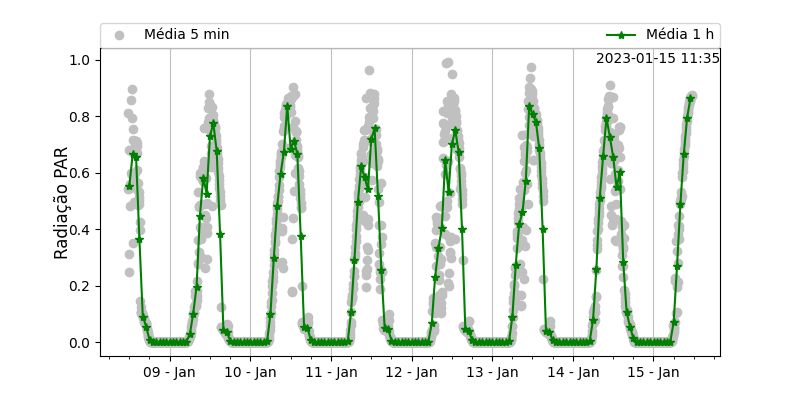 Média 5 min
Média 1 h
2023-01-15 11:35
1.0
0.8
0.6
0.4
0.2
0.0
Radiação PAR
09 - Jan
10 - Jan
11 - Jan
12 - Jan
13 - Jan
14 - Jan
15 - Jan